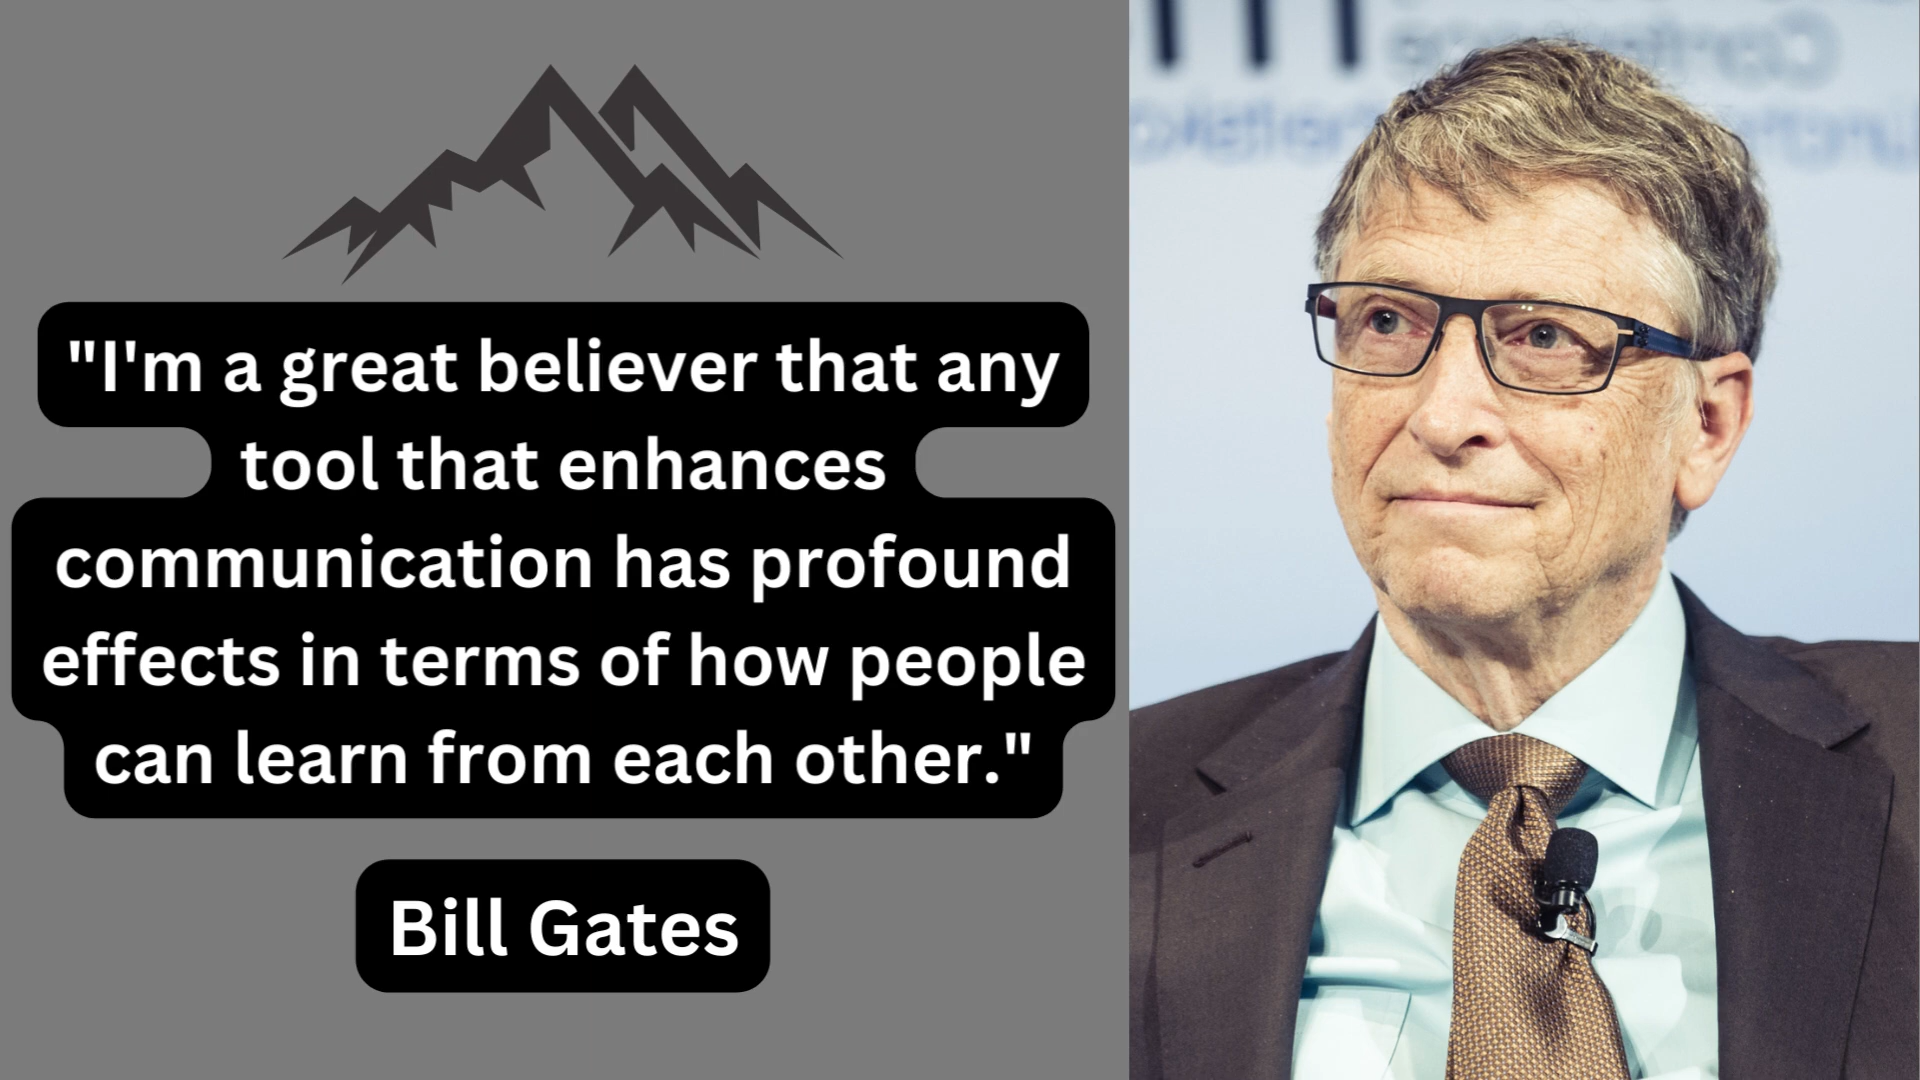 "I'm a great believer that any
tool that enhances
communication has profound
effects in terms of how people
can learn from each other."
Bill Gates